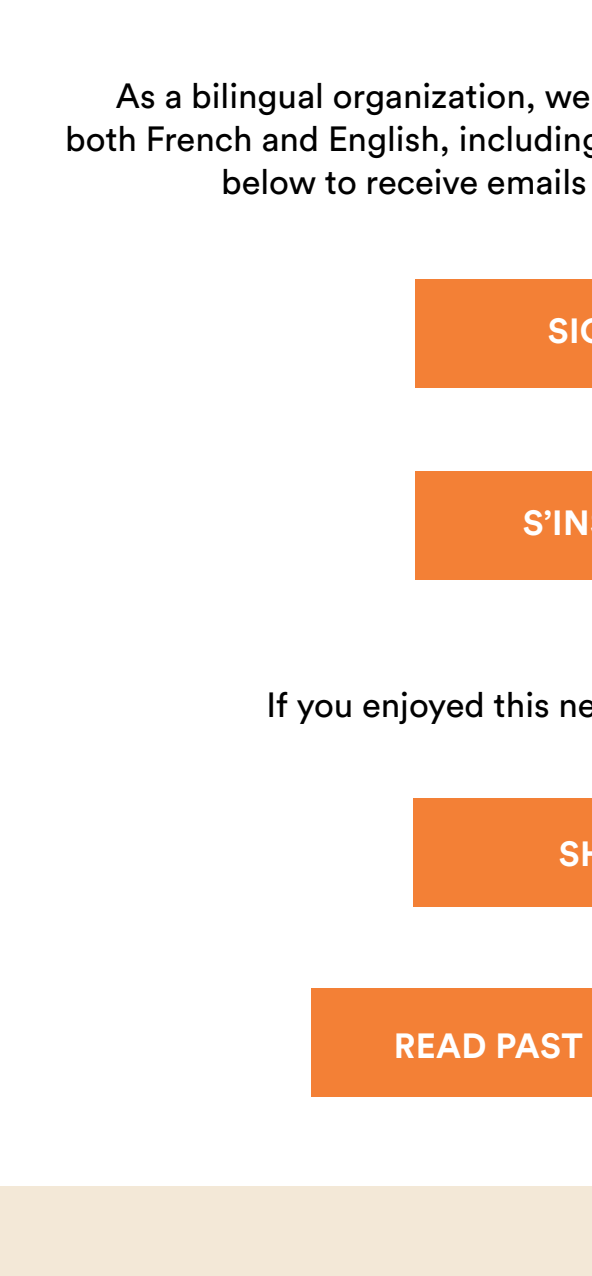 As a bilingual organization, we
both French and English, including
below to receive emails
SIG
S’INS
If you enjoyed this ne
SH
READ PAST